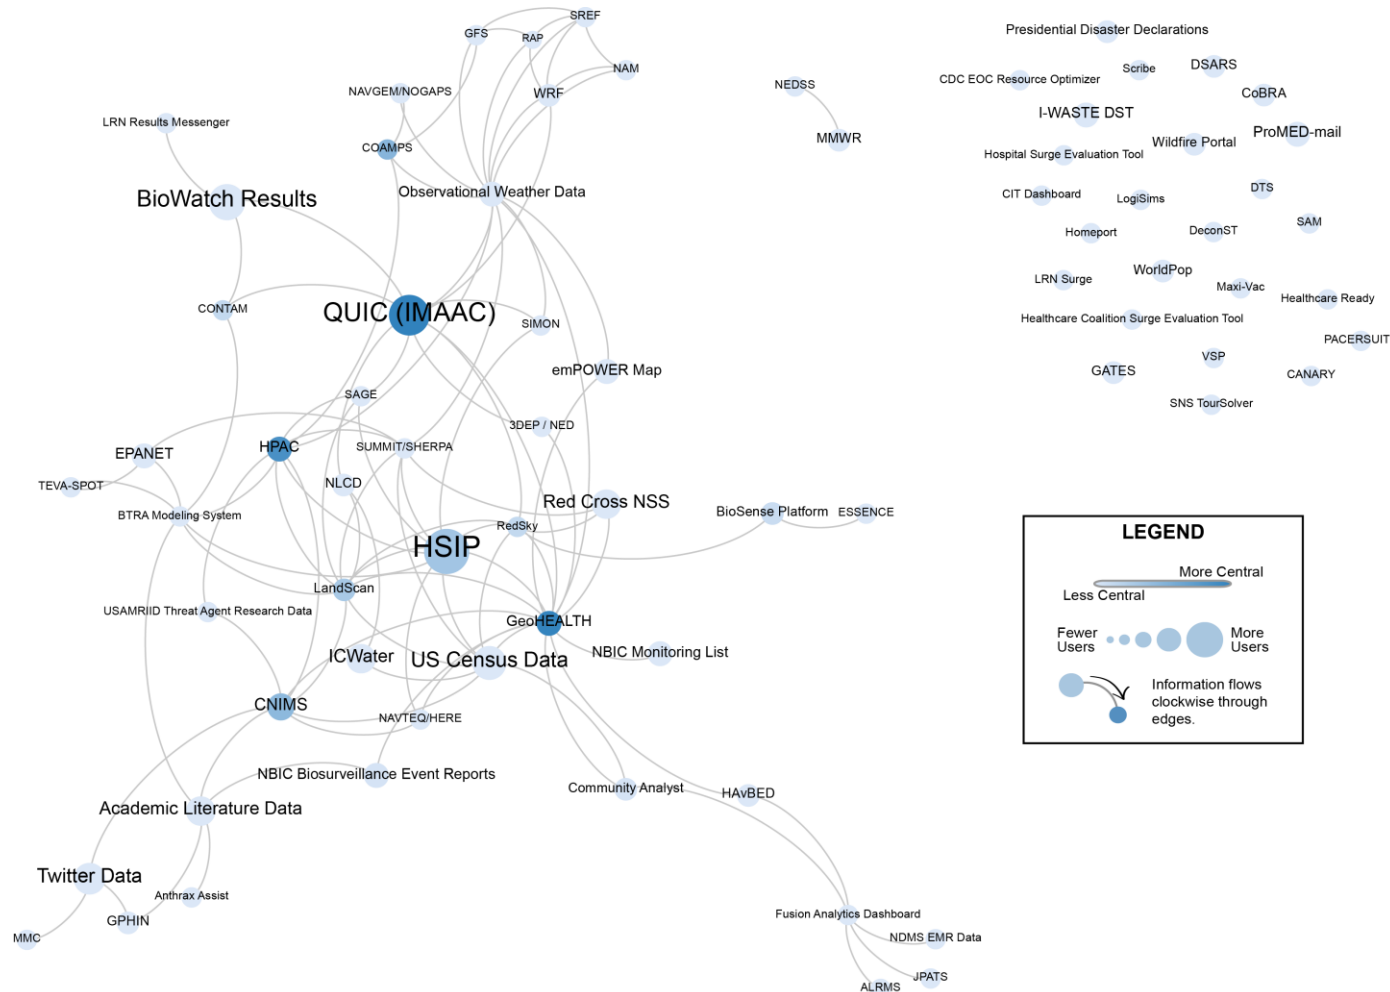 SREF
GFS
RAP
NAM
NAVGEM/NOGAPS
WRF
LRN Results Messenger
COAMPS
BioWatch Results
Observational Weather Data
CONTAM
QUIC (IMAAC)
SIMON
emPOWER Map
SAGE
3DEP / NED
HPAC
SUMMIT/SHERPA
EPANET
TEVA-SPOT
NLCD
BTRA Modeling System
Red Cross NSS
RedSky
BioSense Platform
ESSENCE
HSIP
LandScan
USAMRIID Threat Agent Research Data
GeoHEALTH
ICWater
US Census Data
NBIC Monitoring List
CNIMS
NAVTEQ/HERE
NBIC Biosurveillance Event Reports
Community Analyst
HAvBED
Academic Literature Data
Twitter Data
Anthrax Assist
GPHIN
MMC
Fusion Analytics Dashboard
NDMS EMR Data
JPATS
ALRMS
NEDSS
MMWR
Presidential Disaster Declarations
CDC EOC Resource Optimizer
Scribe
DSARS
CoBRA
I-WASTE DST
ProMED-mail
Wildfire Portal
Hospital Surge Evaluation Tool
CIT Dashboard
LogiSims
DTS
SAM
Homeport
DeconST
LRN Surge
WorldPop
Maxi-Vac
Healthcare Ready
Healthcare Coalition Surge Evaluation Tool
PACERSUIT
VSP
GATES
CANARY
SNS TourSolver
LEGEND
More Central
Less Central
Fewer
Users
More
Users
Information flows
clockwise through
edges.